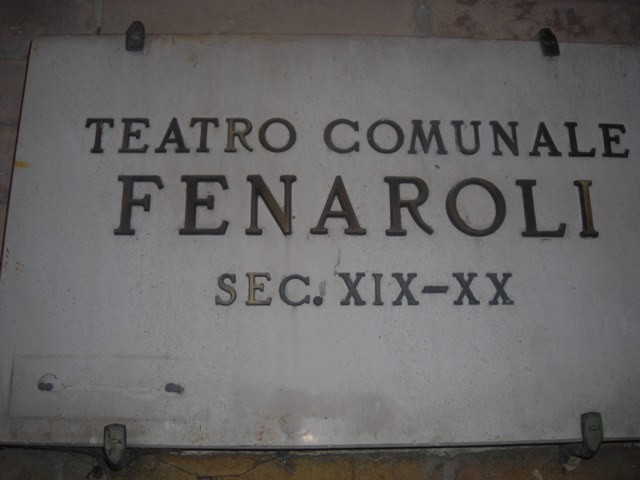 TEATRO COMUNALE
FENAROLI
SEC. XIX-XX